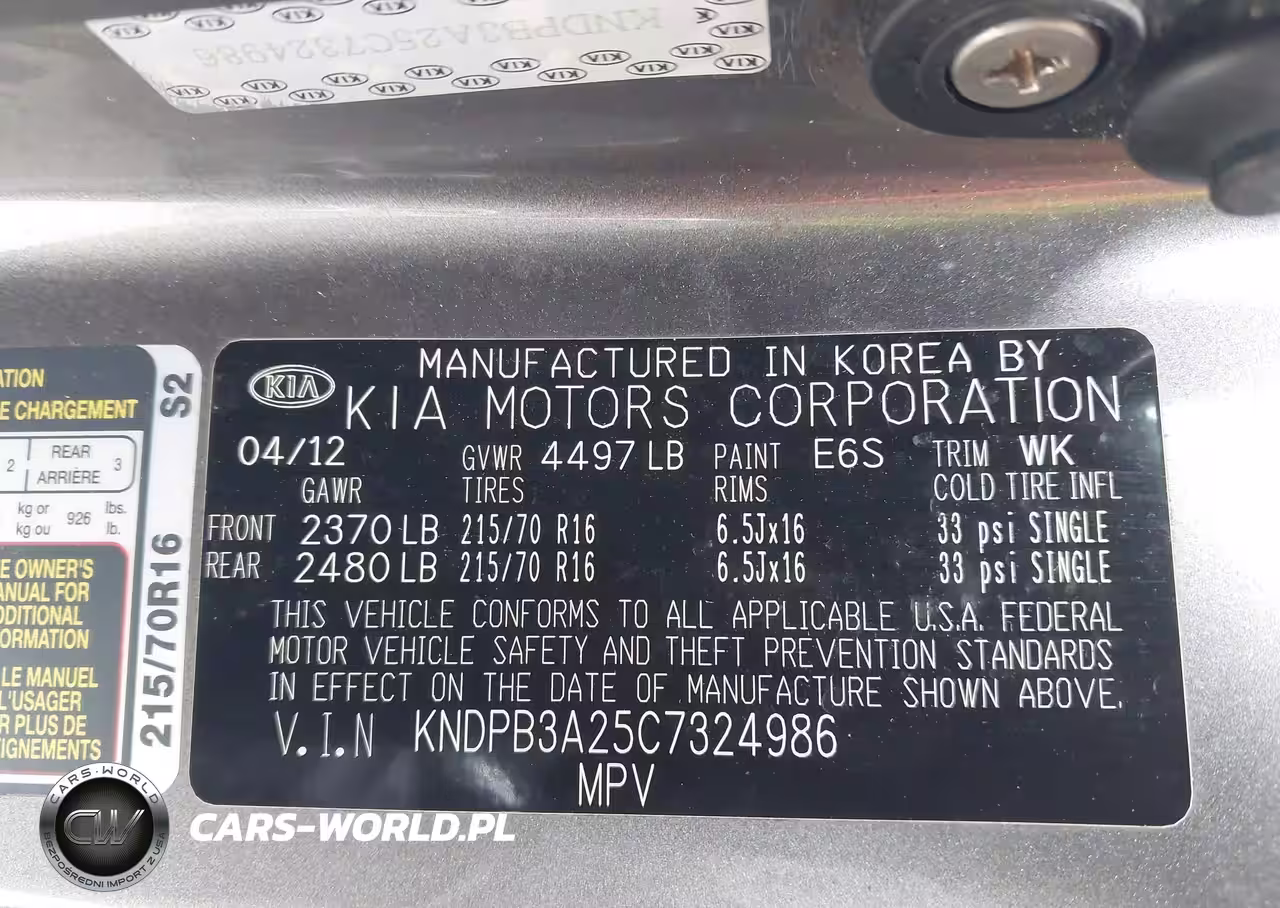 KNDPB3A25C7324986
KIA
MANUFACTURED IN KOREA BY
KIA MOTORS CORPORATION
04/12 GVWR 4497 LB PAINT E6S TRIM WK
GAWR TIRES RIMS COLD TIRE INFL
FRONT 2370 LB 215/70 R16 6.5Jx16 33 psi SINGLE
REAR 2480 LB 215/70 R16 6.5Jx16 33 psi SINGLE
THIS VEHICLE CONFORMS TO ALL APPLICABLE U.S.A. FEDERAL
MOTOR VEHICLE SAFETY AND THEFT PREVENTION STANDARDS
IN EFFECT ON THE DATE OF MANUFACTURE SHOWN ABOVE.
V.I.N KNDPB3A25C7324986
MPV
ATION
E CHARGEMENT
2 REAR ARRIÈRE 3
kg or 926 lbs.
kg ou lb.
E OWNER'S
ANUAL FOR
DDITIONAL
FORMATION
LE MANUEL
L'USAGER
R PLUS DE
IGNEMENTS
215/70R16 S2
CARS-WORLD
CW
BEZPOŚREDNI IMPORT Z USA
CARS-WORLD.PL